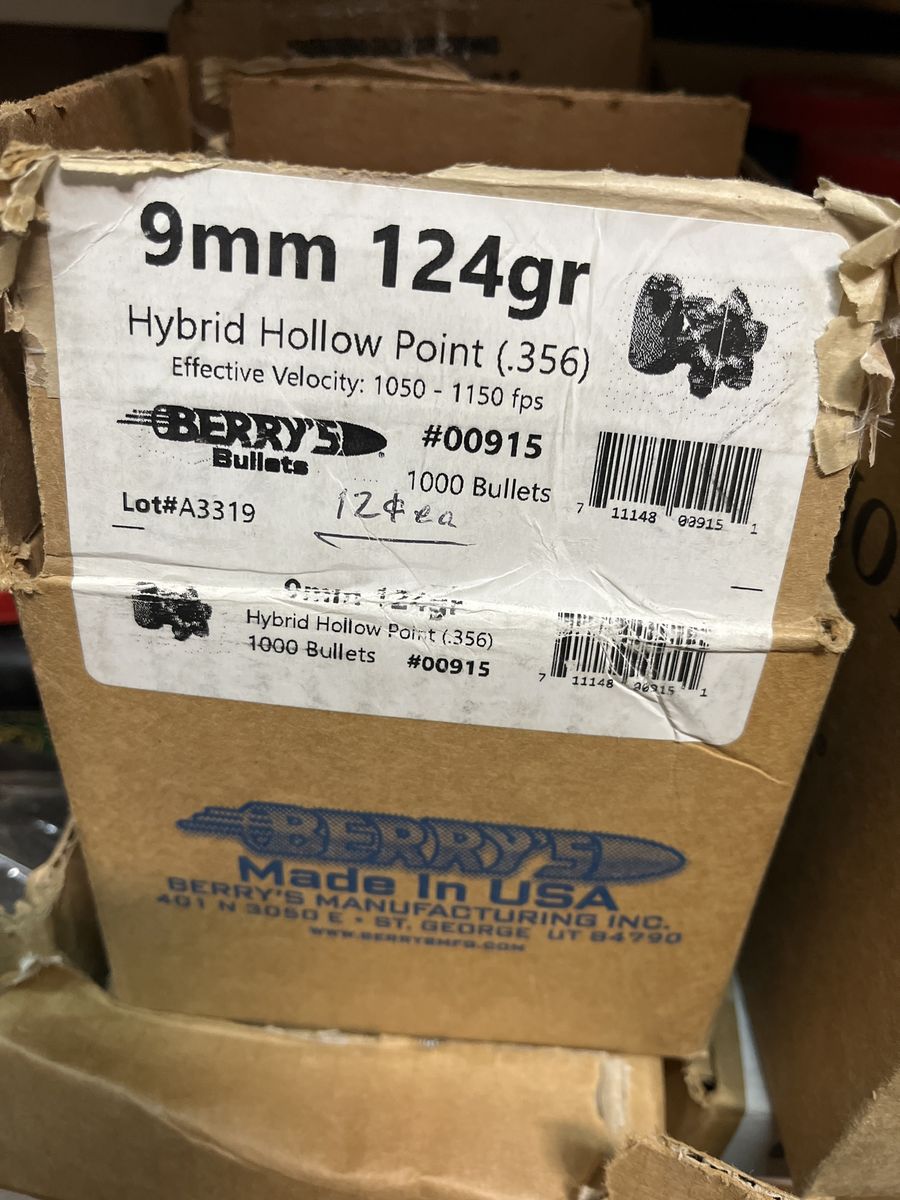 9mm 124gr
Hybrid Hollow Point (.356)
Effective Velocity: 1050 - 1150 fps
BERRY'S
Bullets
#00915
1000 Bullets
Lot#A3319
12¢ ea
7 11148 00915 1
9mm 124gr
Hybrid Hollow Point (.356)
1000 Bullets #00915
7 11148 00915 1
BERRY'S
Made In USA
BERRY'S MANUFACTURING INC.
401 N 3050 E • ST. GEORGE UT 84790
WWW.BERRYSMFG.COM